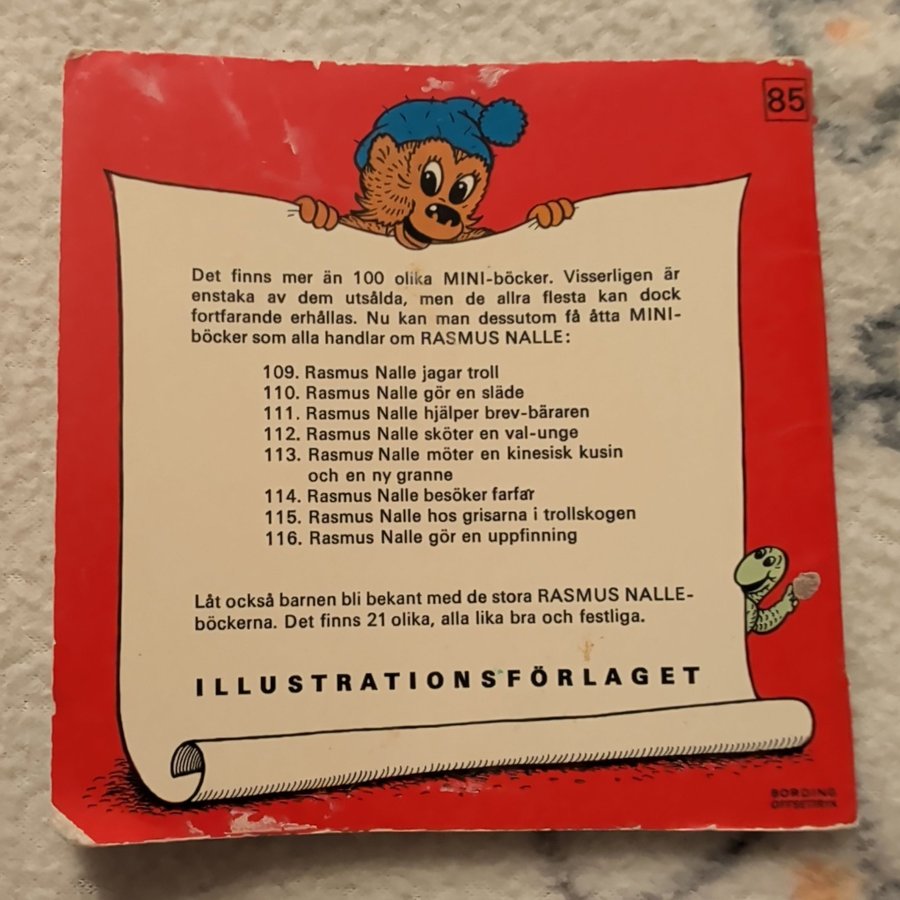 85
Det finns mer än 100 olika MINI-böcker. Visserligen är
enstaka av dem utsålda, men de allra flesta kan dock
fortfarande erhållas. Nu kan man dessutom få åtta MINI-
böcker som alla handlar om RASMUS NALLE:
109. Rasmus Nalle jagar troll
110. Rasmus Nalle gör en släde
111. Rasmus Nalle hjälper brev-bäraren
112. Rasmus Nalle sköter en val-unge
113. Rasmus Nalle möter en kinesisk kusin
och en ny granne
114. Rasmus Nalle besöker farfar
115. Rasmus Nalle hos grisarna i trollskogen
116. Rasmus Nalle gör en uppfinning
Låt också barnen bli bekant med de stora RASMUS NALLE-
böckerna. Det finns 21 olika, alla lika bra och festliga.
ILLUSTRATIONSFÖRLAGET
BORDING
OFFSETTRYK